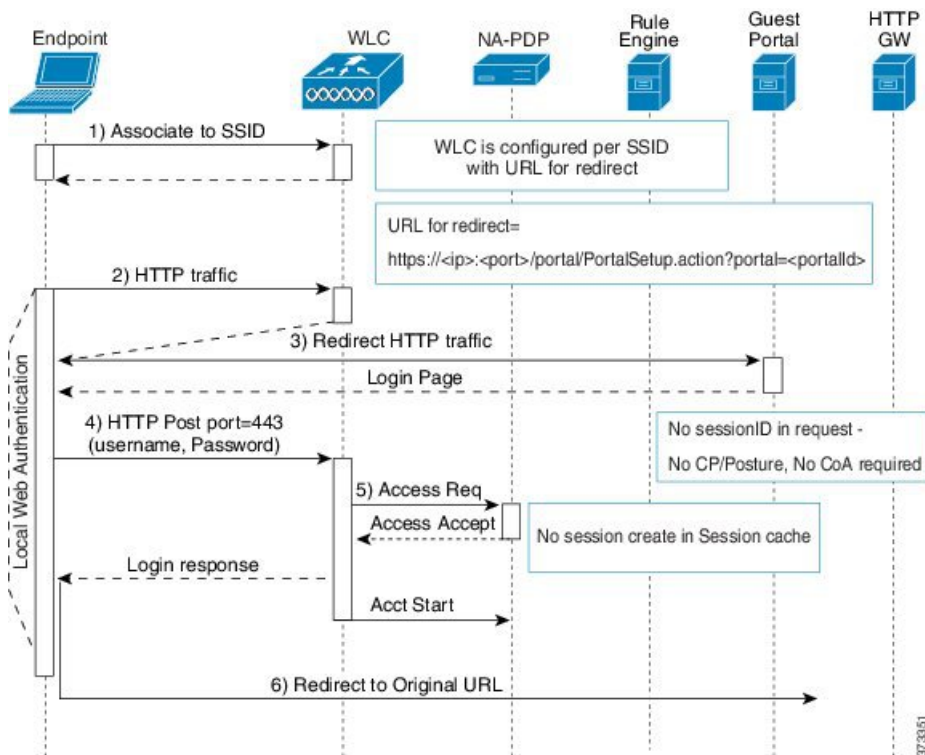 Endpoint
WLC
NA-PDP
Rule
Engine
Guest
Portal
HTTP
GW
1) Associate to SSID
WLC is configured per SSID
with URL for redirect
URL for redirect=
https://<ip>:<port>/portal/PortalSetup.action?portal=<portalId>
2) HTTP traffic
3) Redirect HTTP traffic
Login Page
4) HTTP Post port=443
(username, Password)
No sessionID in request -
No CP/Posture, No CoA required
Local Web Authentication
5) Access Req
Access Accept
No session create in Session cache
Login response
Acct Start
6) Redirect to Original URL
373351